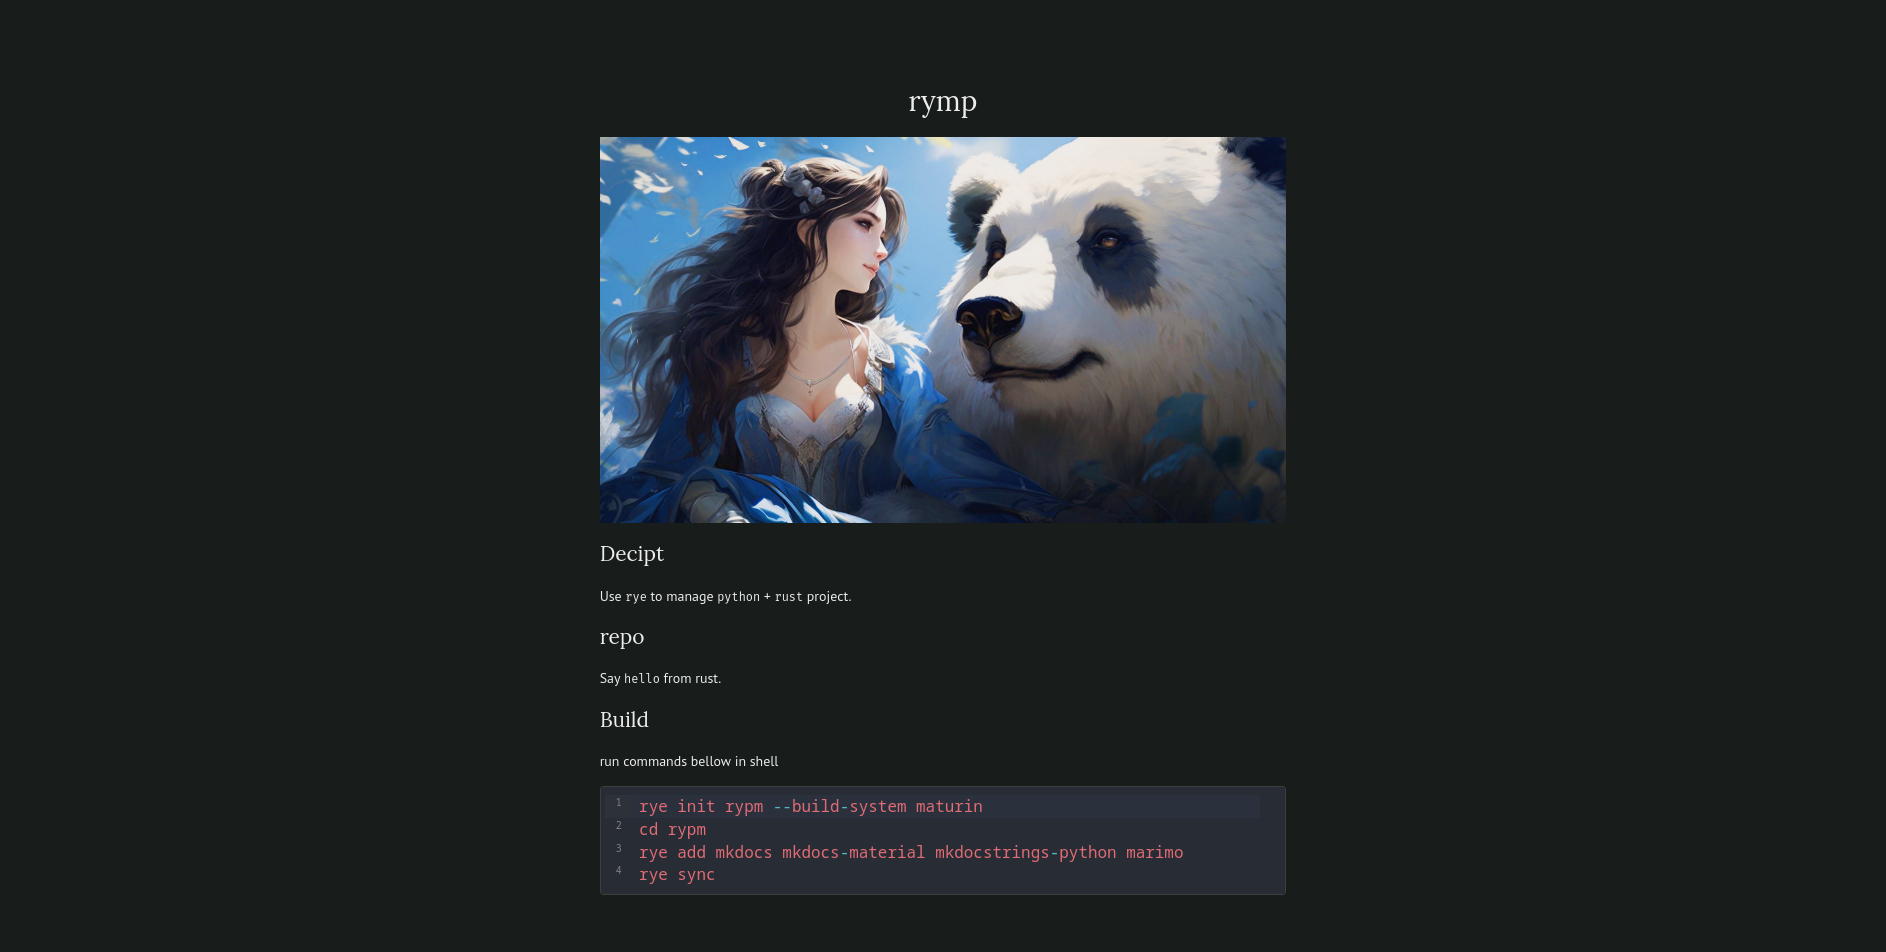 rymp
Decipt
Use rye to manage python + rust project.
repo
Say hello from rust.
Build
run commands bellow in shell
1 rye init rypm --build-system maturin
2 cd rypm
3 rye add mkdocs mkdocs-material mkdocstrings-python marimo
4 rye sync